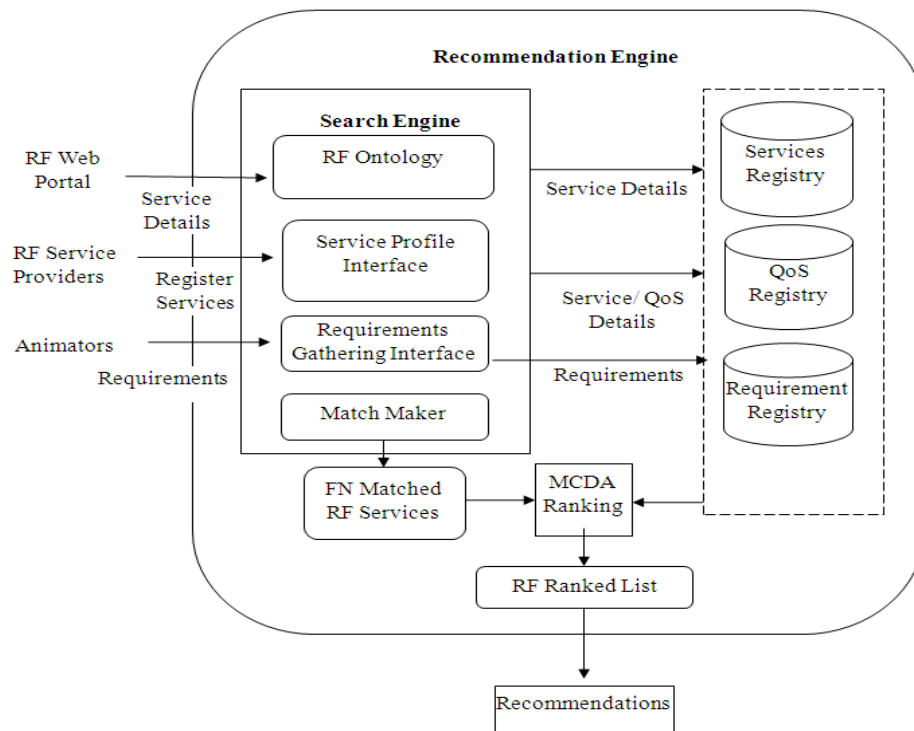 Recommendation Engine
Search Engine
RF Web
Portal
Service
Details
RF Ontology
Service Details
Services
Registry
RF Service
Providers
Register
Services
Service Profile
Interface
Service/ QoS
Details
QoS
Registry
Animators
Requirements
Requirements
Gathering Interface
Requirements
Requirement
Registry
Match Maker
FN Matched
RF Services
MCDA
Ranking
RF Ranked List
Recommendations